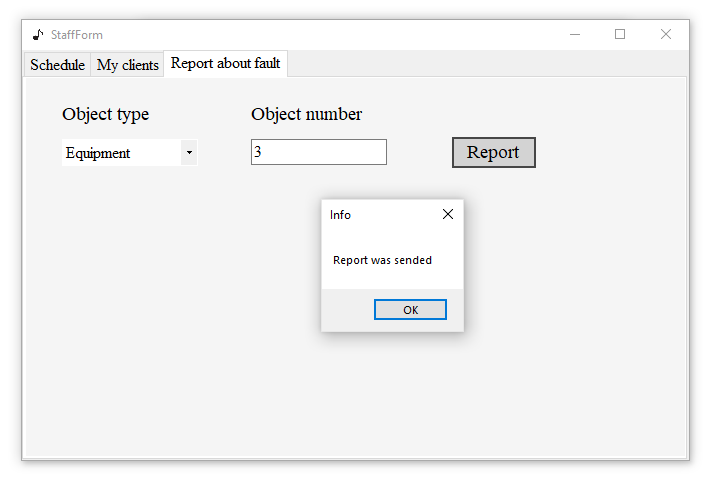 StaffForm
Schedule My clients Report about fault
Object type Object number
Equipment 3 Report
Info
Report was sended
OK